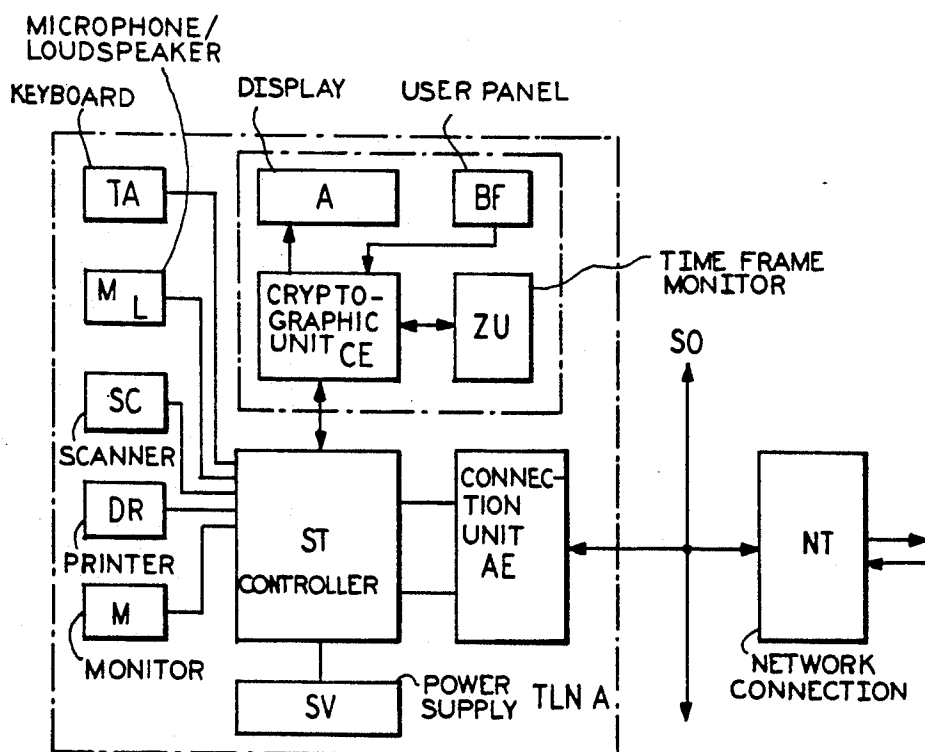 MICROPHONE/
LOUDSPEAKER
KEYBOARD
DISPLAY
USER PANEL
TA
A
BF
M L
CRYPTO-
GRAPHIC
UNIT CE
ZU
TIME FRAME
MONITOR
SO
SC
SCANNER
DR
PRINTER
M
MONITOR
ST
CONTROLLER
CONNEC-
TION
UNIT
AE
NT
NETWORK
CONNECTION
SV
POWER
SUPPLY
TLN A